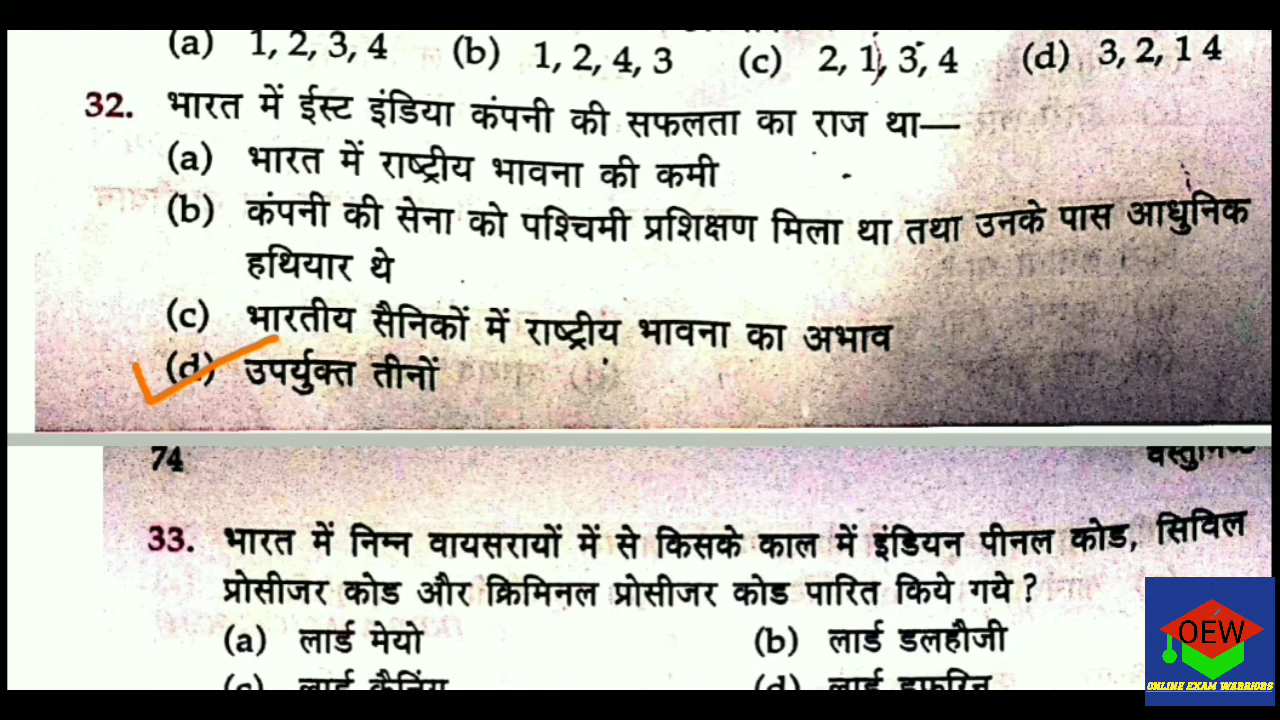 (a) 1, 2, 3, 4 (b) 1, 2, 4, 3 (c) 2, 1, 3, 4 (d) 3, 2, 1 4
32. भारत में ईस्ट इंडिया कंपनी की सफलता का राज था—
(a) भारत में राष्ट्रीय भावना की कमी
(b) कंपनी की सेना को पश्चिमी प्रशिक्षण मिला था तथा उनके पास आधुनिक
हथियार थे
(c) भारतीय सैनिकों में राष्ट्रीय भावना का अभाव
(d) उपर्युक्त तीनों
74
33. भारत में निम्न वायसरायों में से किसके काल में इंडियन पीनल कोड, सिविल
प्रोसीजर कोड और क्रिमिनल प्रोसीजर कोड पारित किये गये ?
(a) लार्ड मेयो (b) लार्ड डलहौजी
(c) लार्ड कैनिंग (d) लार्ड डफरिन
OEW
ONLINE EXAM WARRIORS